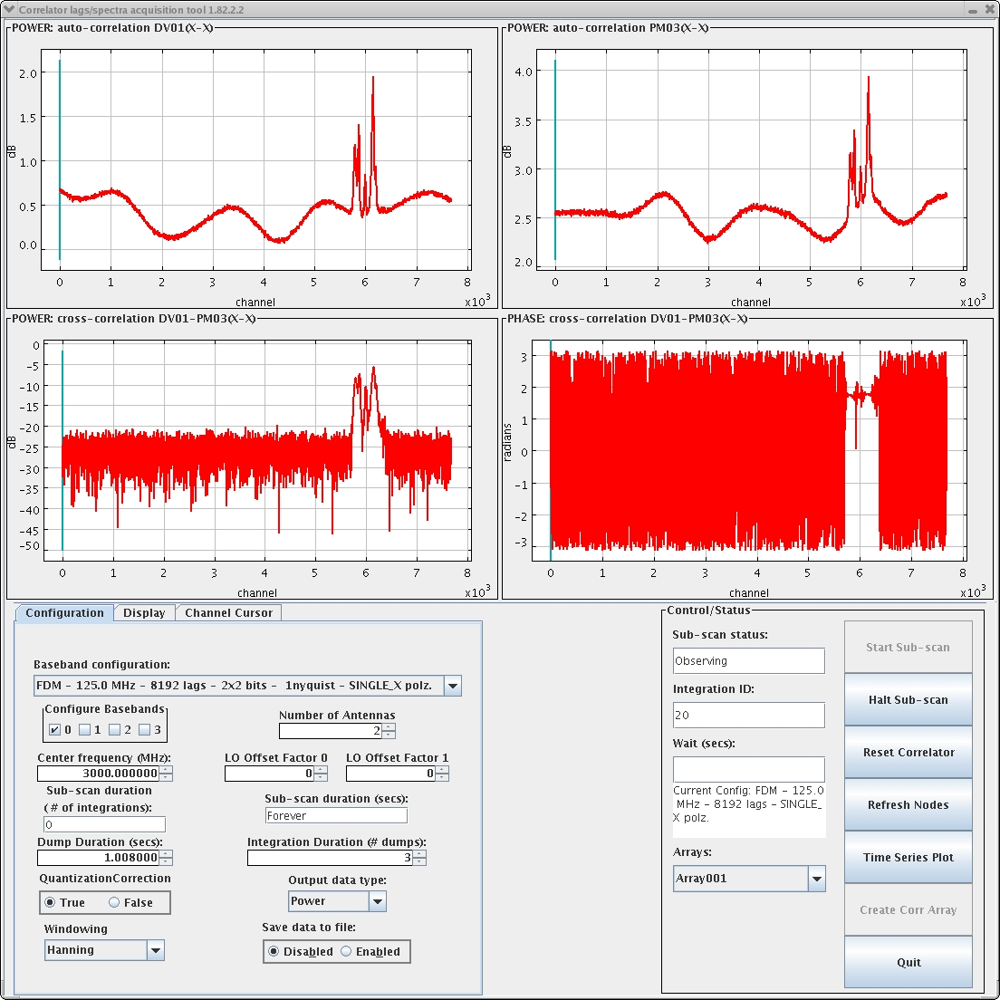 Correlator lags/spectra acquisition tool 1.82.2.2
POWER: auto-correlation DV01(X-X)
2.0
1.5
1.0
0.5
0.0
dB
0 1 2 3 4 5 6 7 8
channel
x10³
POWER: auto-correlation PM03(X-X)
4.0
3.5
3.0
2.5
2.0
dB
0 1 2 3 4 5 6 7 8
channel
x10³
POWER: cross-correlation DV01-PM03(X-X)
0
-5
-10
-15
-20
-25
-30
-35
-40
-45
-50
dB
0 1 2 3 4 5 6 7 8
channel
x10³
PHASE: cross-correlation DV01-PM03(X-X)
3
2
1
0
-1
-2
-3
radians
0 1 2 3 4 5 6 7 8
channel
x10³
Configuration Display Channel Cursor
Baseband configuration:
FDM - 125.0 MHz - 8192 lags - 2x2 bits - 1nyquist - SINGLE_X polz.
Configure Basebands
0 1 2 3
Number of Antennas
2
Center frequency (MHz):
3000.000000
LO Offset Factor 0
0
LO Offset Factor 1
0
Sub-scan duration
( # of integrations):
0
Sub-scan duration (secs):
Forever
Dump Duration (secs):
1.008000
Integration Duration (# dumps):
3
QuantizationCorrection
True False
Output data type:
Power
Windowing
Hanning
Save data to file:
Disabled Enabled
Control/Status
Sub-scan status:
Observing
Integration ID:
20
Wait (secs):
Current Config: FDM - 125.0
MHz - 8192 lags - SINGLE_
X polz.
Arrays:
Array001
Start Sub-scan
Halt Sub-scan
Reset Correlator
Refresh Nodes
Time Series Plot
Create Corr Array
Quit